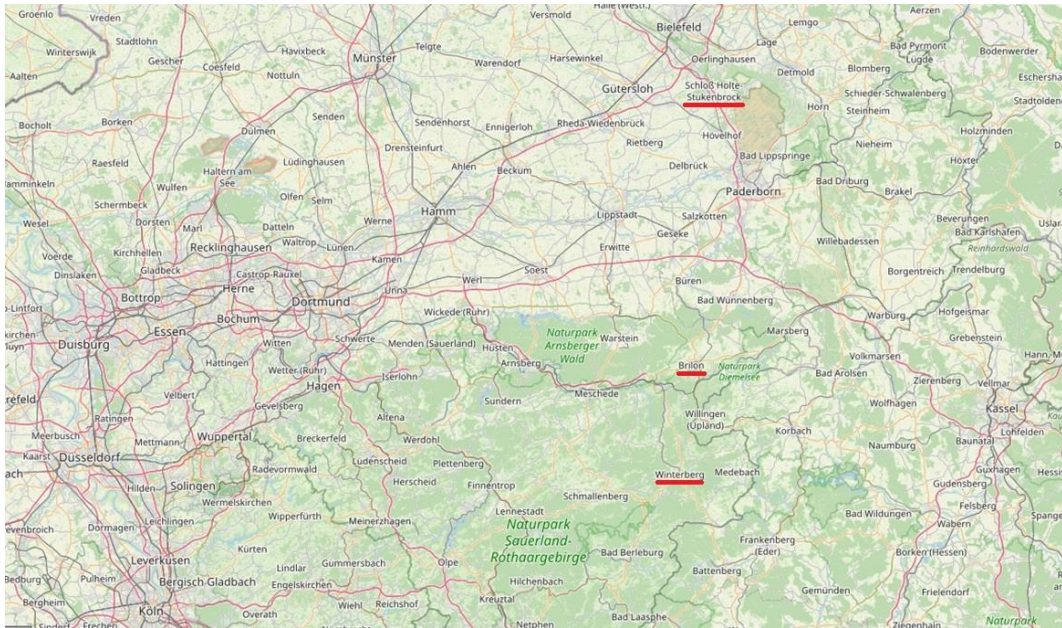 Groenlo
Vreden
Versmold
Halle (Westf.)
Bielefeld
Lemgo
Aerzen
Winterswijk
Stadtlohn
Gescher
Coesfeld
Havixbeck
Nottuln
Münster
Telgte
Warendorf
Harsewinkel
Oerlinghausen
Lage
Detmold
Bad Pyrmont
Lügde
Blomberg
Bodenwerder
Aalten
Gütersloh
Schloß Holte-
Stukenbrock
Horn
Schieder-Schwalenberg
Steinheim
Bocholt
Borken
Senden
Sendenhorst
Ennigerloh
Rheda-Wiedenbrück
Rietberg
Hövelhof
Nieheim
Holzminden
Dülmen
Drensteinfurt
Raesfeld
Lüdinghausen
Ahlen
Beckum
Delbrück
Bad Lippspringe
Höxter
Haltern am
See
Wulfen
Schermbeck
Olfen
Selm
Paderborn
Bad Driburg
Brakel
Wesel
Dorsten
Marl
Datteln
Werne
Hamm
Lippstadt
Salzkotten
Geseke
Beverungen
Bad Karlshafen
Voerde
Kirchhellen
Recklinghausen
Waltrop
Lünen
Kamen
Soest
Erwitte
Willebadessen
Reinhardswald
Dinslaken
Gladbeck
Castrop-Rauxel
Herne
Dortmund
Unna
Werl
Büren
Borgentreich
Trendelburg
Bottrop
Bochum
Wickede (Ruhr)
Bad Wünnenberg
Warburg
Hofgeismar
Essen
Duisburg
Witten
Schwerte
Menden (Sauerland)
Hüsten
Naturpark
Arnsberger
Wald
Warstein
Marsberg
Grebenstein
Hattingen
Wetter (Ruhr)
Hagen
Iserlohn
Arnsberg
Brilon
Naturpark
Diemelsee
Volkmarsen
Bad Arolsen
Zierenberg
Vellmar
Velbert
Gevelsberg
Altena
Sundern
Meschede
Willingen
(Upland)
Wolfhagen
Kassel
Ratingen
Meerbusch
Mettmann
Wuppertal
Breckerfeld
Werdohl
Korbach
Naumburg
Baunatal
Lohfelden
Kaarst
Düsseldorf
Radevormwald
Lüdenscheid
Plettenberg
Winterberg
Medebach
Guxhagen
Hilden
Solingen
Herscheid
Finnentrop
Schmallenberg
Gudensberg
Wermelskirchen
Lennestadt
Felsberg
Dormagen
Leichlingen
Wipperfürth
Meinerzhagen
Naturpark
Sauerland-
Rothaargebirge
Bad Wildungen
Wabern
Leverkusen
Kürten
Frankenberg
(Eder)
Borken (Hessen)
Bedburg
Pulheim
Bergisch Gladbach
Lindlar
Gummersbach
Olpe
Bad Berleburg
Battenberg
Engelskirchen
Hilchenbach
Gemünden
Frielendorf
Bergheim
Köln
Overath
Wiehl
Reichshof
Kreuztal
Netphen
Bad Laasphe
Frechen
Ziegenhain
Naturpark